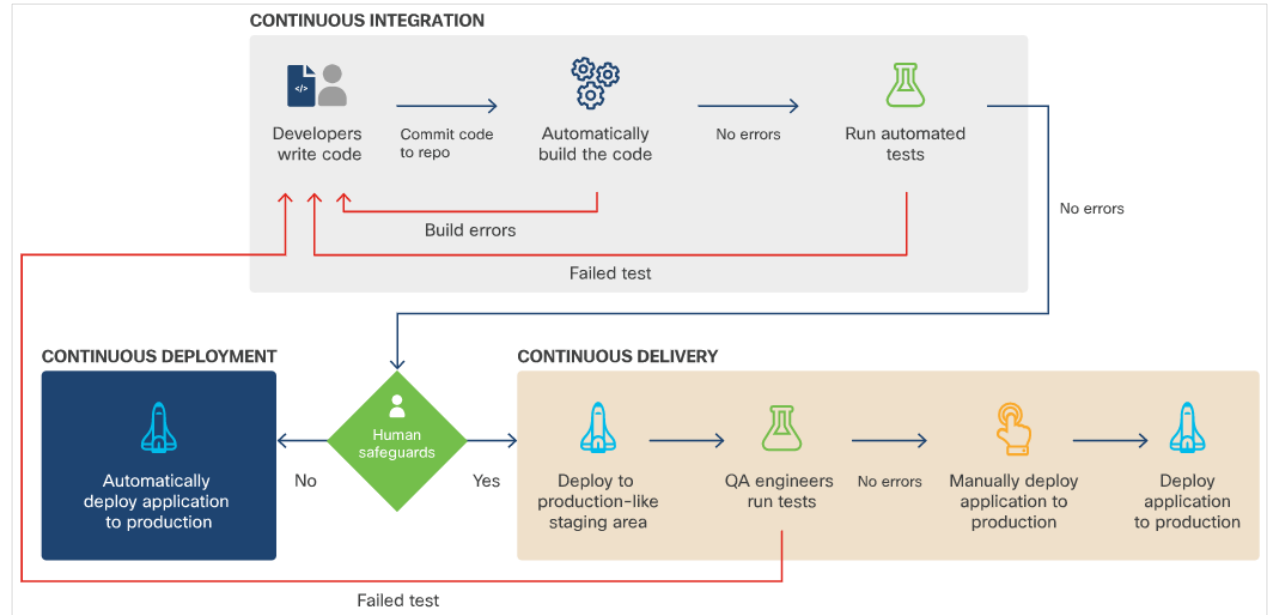 CONTINUOUS INTEGRATION
</>
Developers
write code
Commit code
to repo
Automatically
build the code
No errors
Run automated
tests
No errors
Build errors
Failed test
CONTINUOUS DEPLOYMENT
Automatically
deploy application
to production
No
Human
safeguards
Yes
CONTINUOUS DELIVERY
Deploy to
production-like
staging area
QA engineers
run tests
No errors
Manually deploy
application to
production
Deploy
application
to production
Failed test